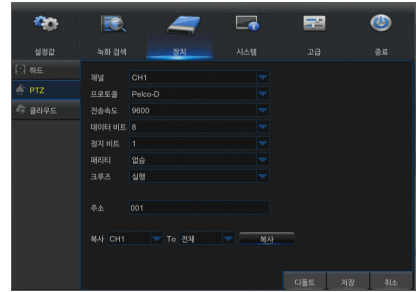 설정값 녹화 검색 장치 시스템 고급 종료
하드
PTZ
클라우드
채널 CH1
프로토콜 Pelco-D
전송속도 9600
데이터 비트 8
정지 비트 1
패리티 없슴
크루즈 실행
주소 001
복사 CH1 To 전체 복사
디폴트 저장 취소